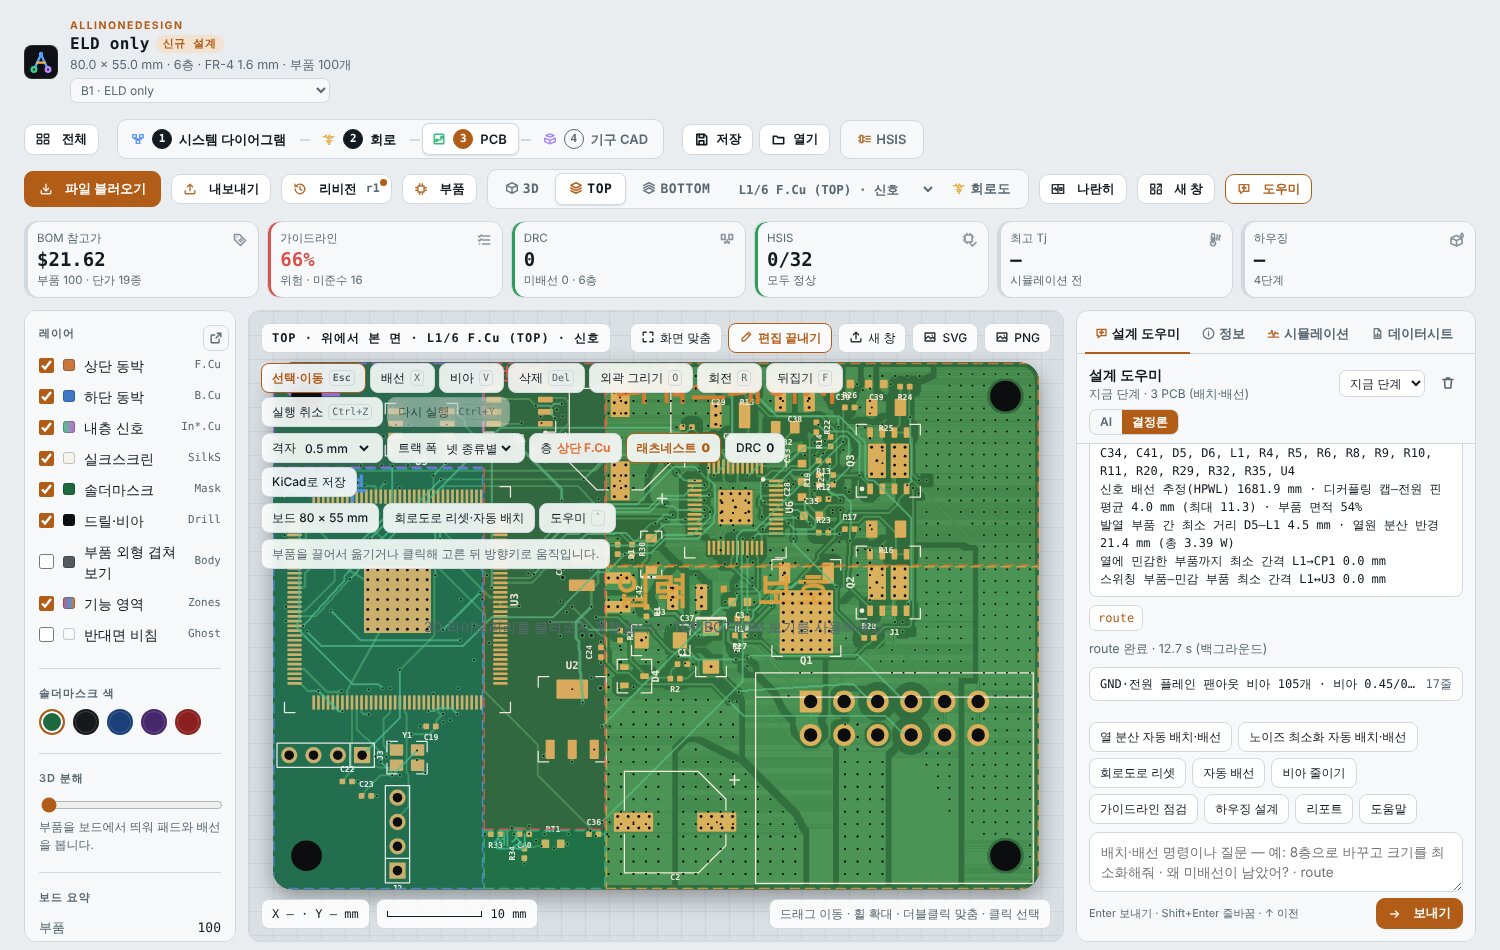 ALLINONEDESIGN
ELD only 신규 설계
80.0 × 55.0 mm · 6층 · FR-4 1.6 mm · 부품 100개
B1 · ELD only
전체 1 시스템 다이어그램 2 회로 3 PCB 4 기구 CAD 저장 열기 HSIS
파일 불러오기 내보내기 리비전 r1 부품 3D TOP BOTTOM L1/6 F.Cu (TOP) · 신호 회로도 나란히 새 창 도우미
BOM 참고가
$21.62
부품 100 · 단가 19종
가이드라인
66%
위험 · 미준수 16
DRC
0
미배선 0 · 6층
HSIS
0/32
모두 정상
최고 Tj
—
시뮬레이션 전
하우징
—
4단계
레이어
상단 동박 F.Cu
하단 동박 B.Cu
내층 신호 In*.Cu
실크스크린 SilkS
솔더마스크 Mask
드릴·비아 Drill
부품 외형 겹쳐 보기 Body
기능 영역 Zones
반대면 비침 Ghost
솔더마스크 색
3D 분해
부품을 보드에서 띄워 패드와 배선
을 봅니다.
보드 요약
부품 100
TOP · 위에서 본 면 · L1/6 F.Cu (TOP) · 신호 화면 맞춤 편집 끝내기 새 창 SVG PNG
선택·이동 Esc 배선 X 비아 V 삭제 Del 외곽 그리기 O 회전 R 뒤집기 F
실행 취소 Ctrl+Z 다시 실행 Ctrl+Y
격자 0.5 mm 트랙 폭 넷 종류별 층 상단 F.Cu 래츠네스트 0 DRC 0
KiCad로 저장
보드 80 × 55 mm 회로도로 리셋·자동 배치 도우미 `
부품을 끌어서 옮기거나 클릭해 고른 뒤 방향키로 움직입니다.
C39 R24
C38
R25
Q3
U6
C28
C35
R23
R17
R16
Q2
U3
C37
C3
J1
Q1
U2
C24
D4
R2
Y1
C19
J3
C22
C23
RT1
C36
R33
R34
C2
X — · Y — mm 10 mm 드래그 이동 · 휠 확대 · 더블클릭 맞춤 · 클릭 선택
설계 도우미 정보 시뮬레이션 데이터시트
설계 도우미
지금 단계 · 3 PCB (배치·배선)
지금 단계
AI 결정론
C34, C41, D5, D6, L1, R4, R5, R6, R8, R9, R10,
R11, R20, R29, R32, R35, U4
신호 배선 추정(HPWL) 1681.9 mm · 디커플링 캡–전원 핀
평균 4.0 mm (최대 11.3) · 부품 면적 54%
발열 부품 간 최소 거리 D5–L1 4.5 mm · 열원 분산 반경
21.4 mm (총 3.39 W)
열에 민감한 부품까지 최소 간격 L1→CP1 0.0 mm
스위칭 부품–민감 부품 최소 간격 L1↔U3 0.0 mm
route
route 완료 · 12.7 s (백그라운드)
GND·전원 플레인 팬아웃 비아 105개 · 비아 0.45/0… 17줄
열 분산 자동 배치·배선 노이즈 최소화 자동 배치·배선
회로도로 리셋 자동 배선 비아 줄이기
가이드라인 점검 하우징 설계 리포트 도움말
배치·배선 명령이나 질문 — 예: 8층으로 바꾸고 크기를 최
소화해줘 · 왜 미배선이 남았어? · route
Enter 보내기 · Shift+Enter 줄바꿈 · ↑ 이전 보내기